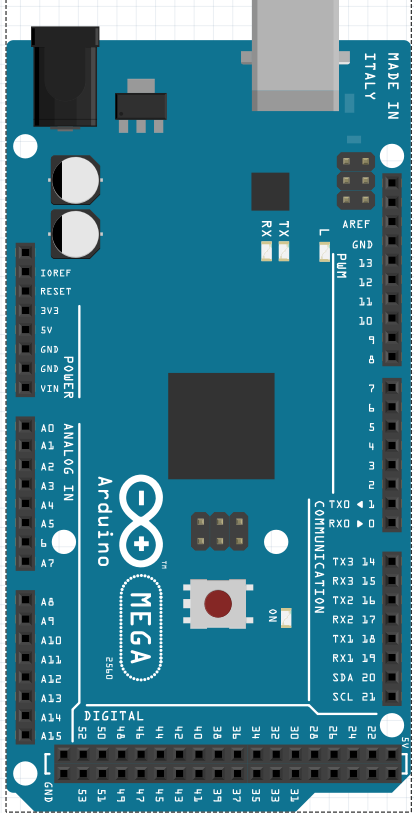 MADE IN
ITALY
RX
TX
L
AREF
GND
13
12
11
10
9
8
PWM
IOREF
RESET
3V3
5V
GND
GND
VIN
POWER
7
6
5
4
3
2
TX0 ◀ 1
RX0 ▶ 0
A0
A1
A2
A3
A4
A5
6
A7
ANALOG IN
Arduino
TM
MEGA
2560
COMMUNICATION
ON
TX3 14
RX3 15
TX2 16
RX2 17
TX1 18
RX1 19
SDA 20
SCL 21
A8
A9
A10
A11
A12
A13
A14
A15
DIGITAL
52 50 48 46 44 42 40 38 36 34 32 30 28 26 24 22
5V
GND
53 51 49 47 45 43 41 39 37 35 33 31